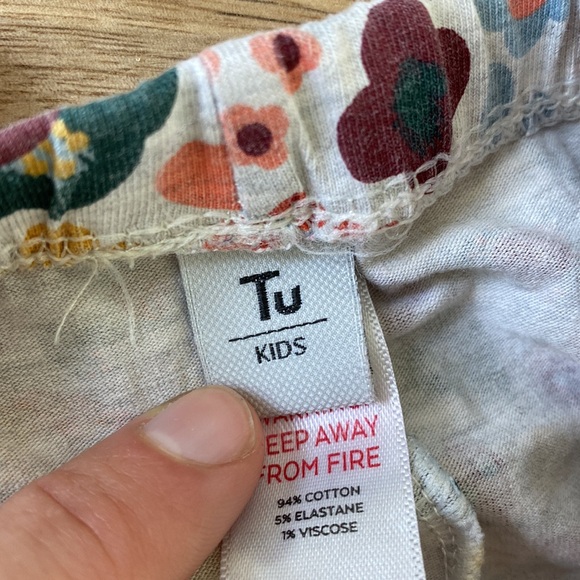 Tu
KIDS
EEP AWAY
FROM FIRE
94% COTTON
5% ELASTANE
1% VISCOSE